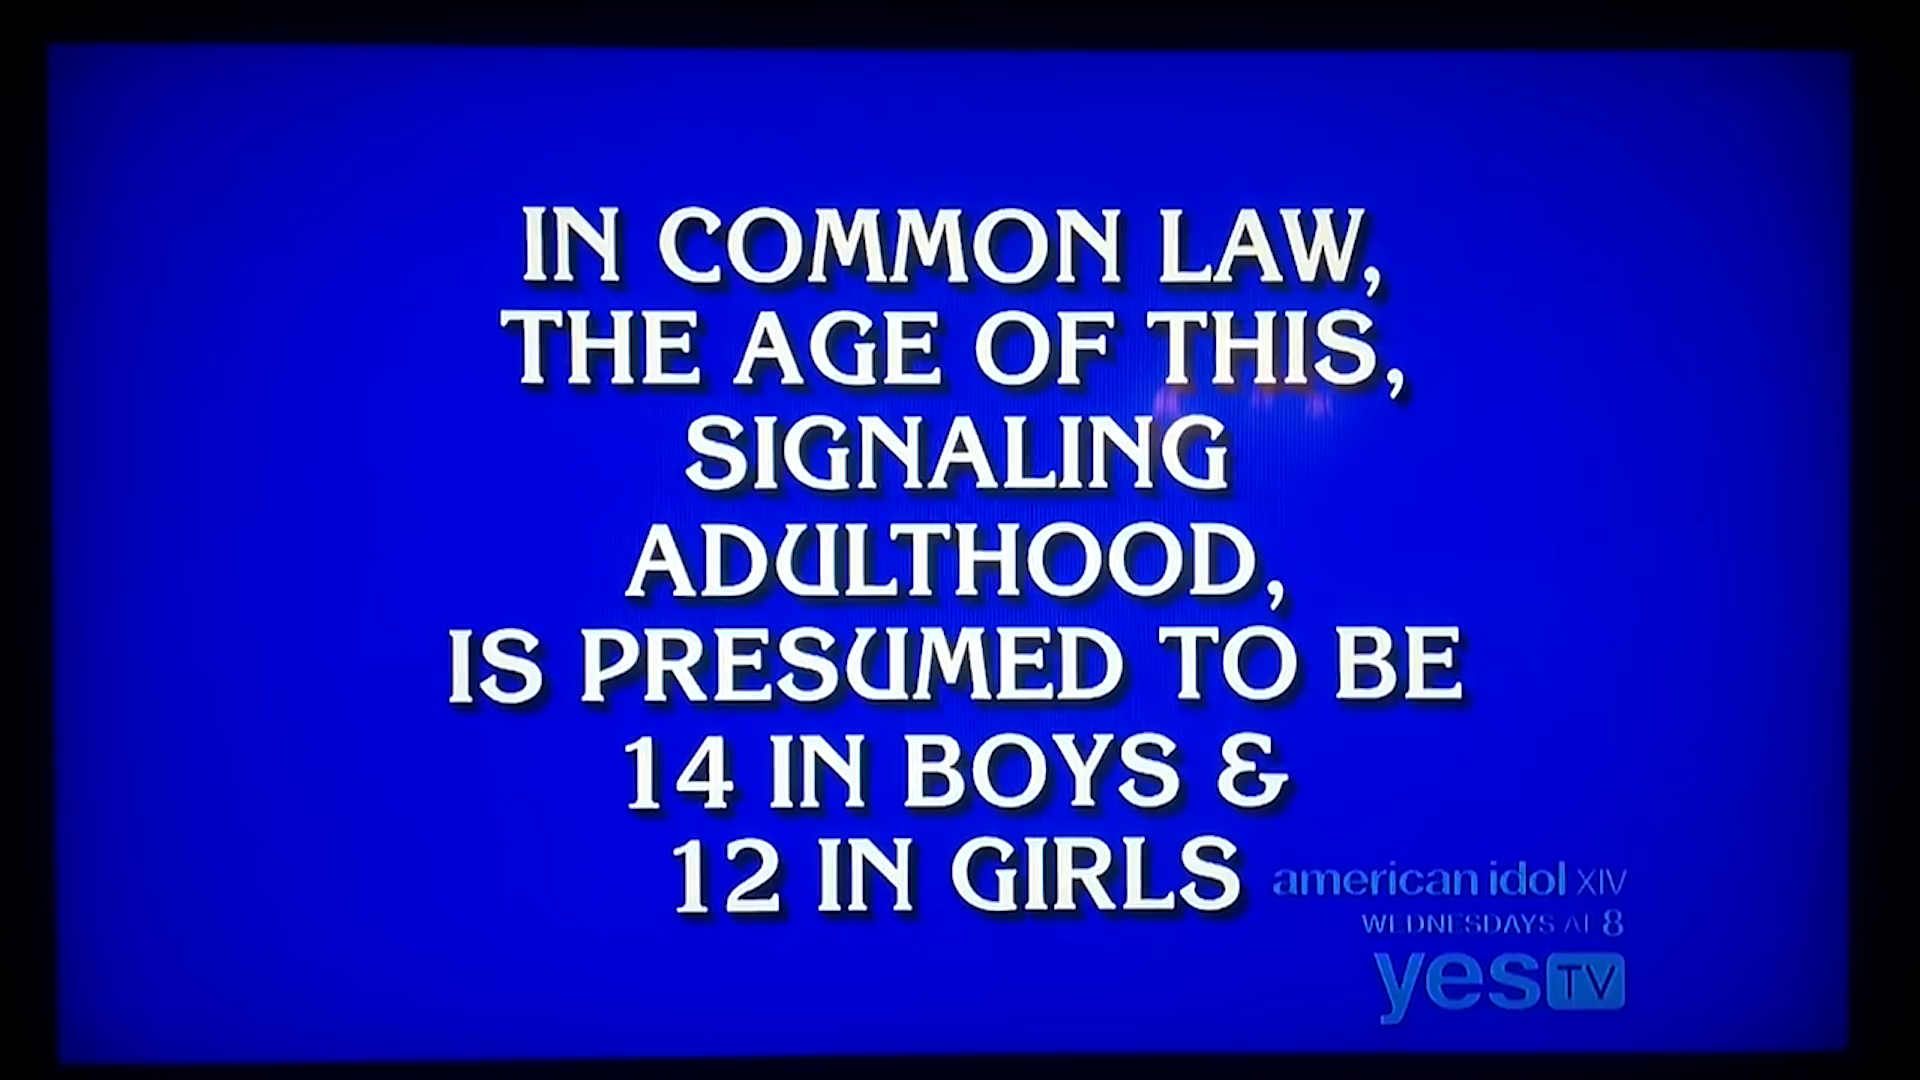 IN COMMON LAW,
THE AGE OF THIS,
SIGNALING
ADULTHOOD,
IS PRESUMED TO BE
14 IN BOYS &
12 IN GIRLS
american idol XIV
WEDNESDAYS AT 8
yes TV